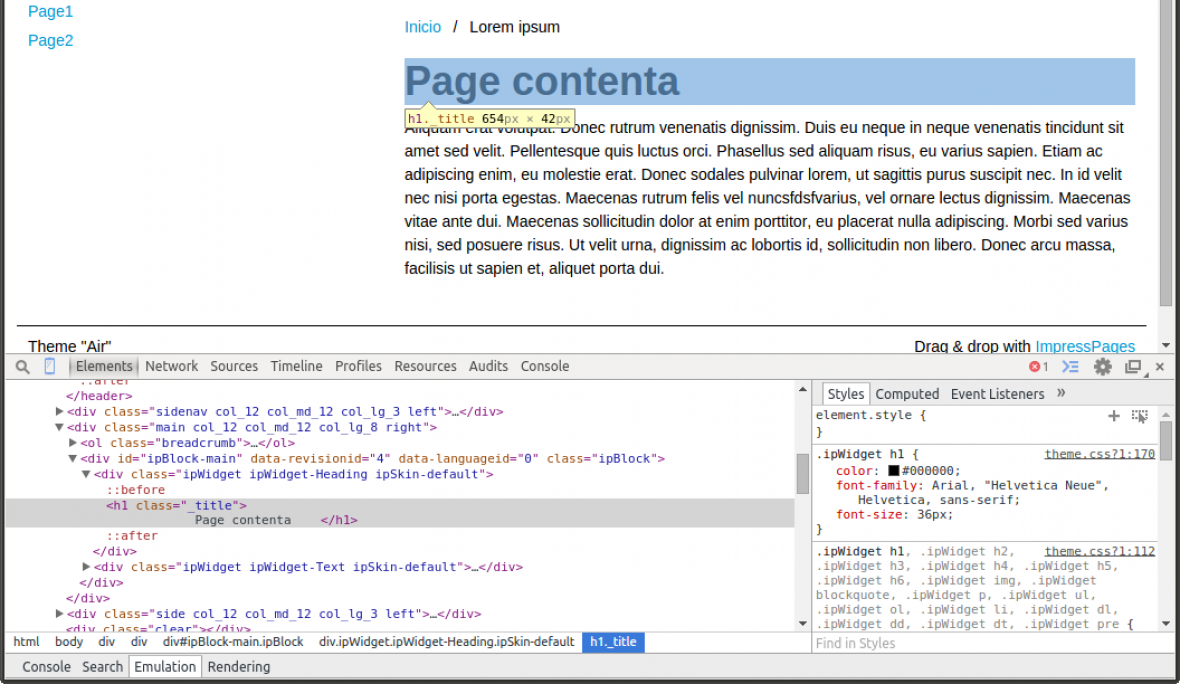 Page1
Page2
Inicio / Lorem ipsum
Page contenta
h1._title 654px × 42px
Aliquam erat volutpat. Donec rutrum venenatis dignissim. Duis eu neque in neque venenatis tincidunt sit
amet sed velit. Pellentesque quis luctus orci. Phasellus sed aliquam risus, eu varius sapien. Etiam ac
adipiscing enim, eu molestie erat. Donec sodales pulvinar lorem, ut sagittis purus suscipit nec. In id velit
nec nisi porta egestas. Maecenas rutrum felis vel nuncsfdsfvarius, vel ornare lectus dignissim. Maecenas
vitae ante dui. Maecenas sollicitudin dolor at enim porttitor, eu placerat nulla adipiscing. Morbi sed varius
nisi, sed posuere risus. Ut velit urna, dignissim ac lobortis id, sollicitudin non libero. Donec arcu massa,
facilisis ut sapien et, aliquet porta dui.
Theme "Air"
Drag & drop with ImpressPages
Elements Network Sources Timeline Profiles Resources Audits Console
1
::after
</header>
<div class="sidenav col_12 col_md_12 col_lg_3 left">…</div>
<div class="main col_12 col_md_12 col_lg_8 right">
<ol class="breadcrumb">…</ol>
<div id="ipBlock-main" data-revisionid="4" data-languageid="0" class="ipBlock">
<div class="ipWidget ipWidget-Heading ipSkin-default">
::before
<h1 class="_title">
Page contenta </h1>
::after
</div>
<div class="ipWidget ipWidget-Text ipSkin-default">…</div>
</div>
</div>
<div class="side col_12 col_md_12 col_lg_3 left">…</div>
<div class="clear"></div>
html body div div div#ipBlock-main.ipBlock div.ipWidget.ipWidget-Heading.ipSkin-default h1._title
Styles Computed Event Listeners »
element.style {
}
.ipWidget h1 { theme.css?1:170
color: #000000;
font-family: Arial, "Helvetica Neue",
Helvetica, sans-serif;
font-size: 36px;
}
.ipWidget h1, .ipWidget h2, theme.css?1:112
.ipWidget h3, .ipWidget h4, .ipWidget h5,
.ipWidget h6, .ipWidget img, .ipWidget
blockquote, .ipWidget p, .ipWidget ul,
.ipWidget ol, .ipWidget li, .ipWidget dl,
.ipWidget dd, .ipWidget dt, .ipWidget pre {
Find in Styles
Console Search Emulation Rendering